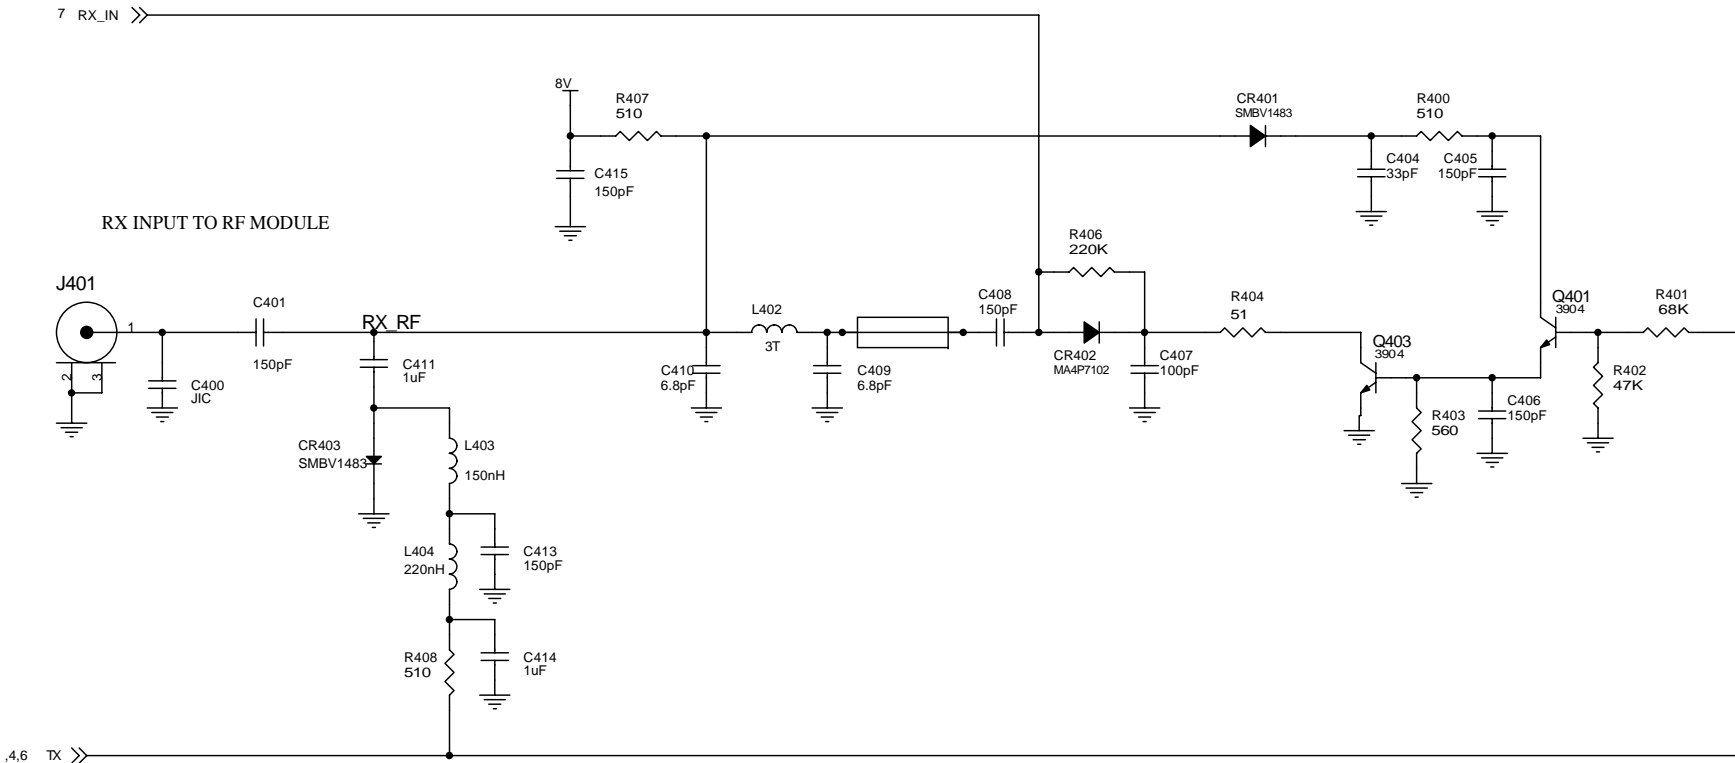 7 RX_IN
8V
R407
510
CR401
SMBV1483
R400
510
C415
150pF
C404
33pF
C405
150pF
RX INPUT TO RF MODULE
R406
220K
J401
C401
150pF
1
2
3
RX_RF
L402
3T
C408
150pF
R404
51
Q401
3904
R401
68K
Q403
3904
C400
JIC
C411
1uF
C410
6.8pF
C409
6.8pF
CR402
MA4P7102
C407
100pF
R402
47K
R403
560
C406
150pF
CR403
SMBV1483
L403
150nH
L404
220nH
C413
150pF
R408
510
C414
1uF
,4,6 TX